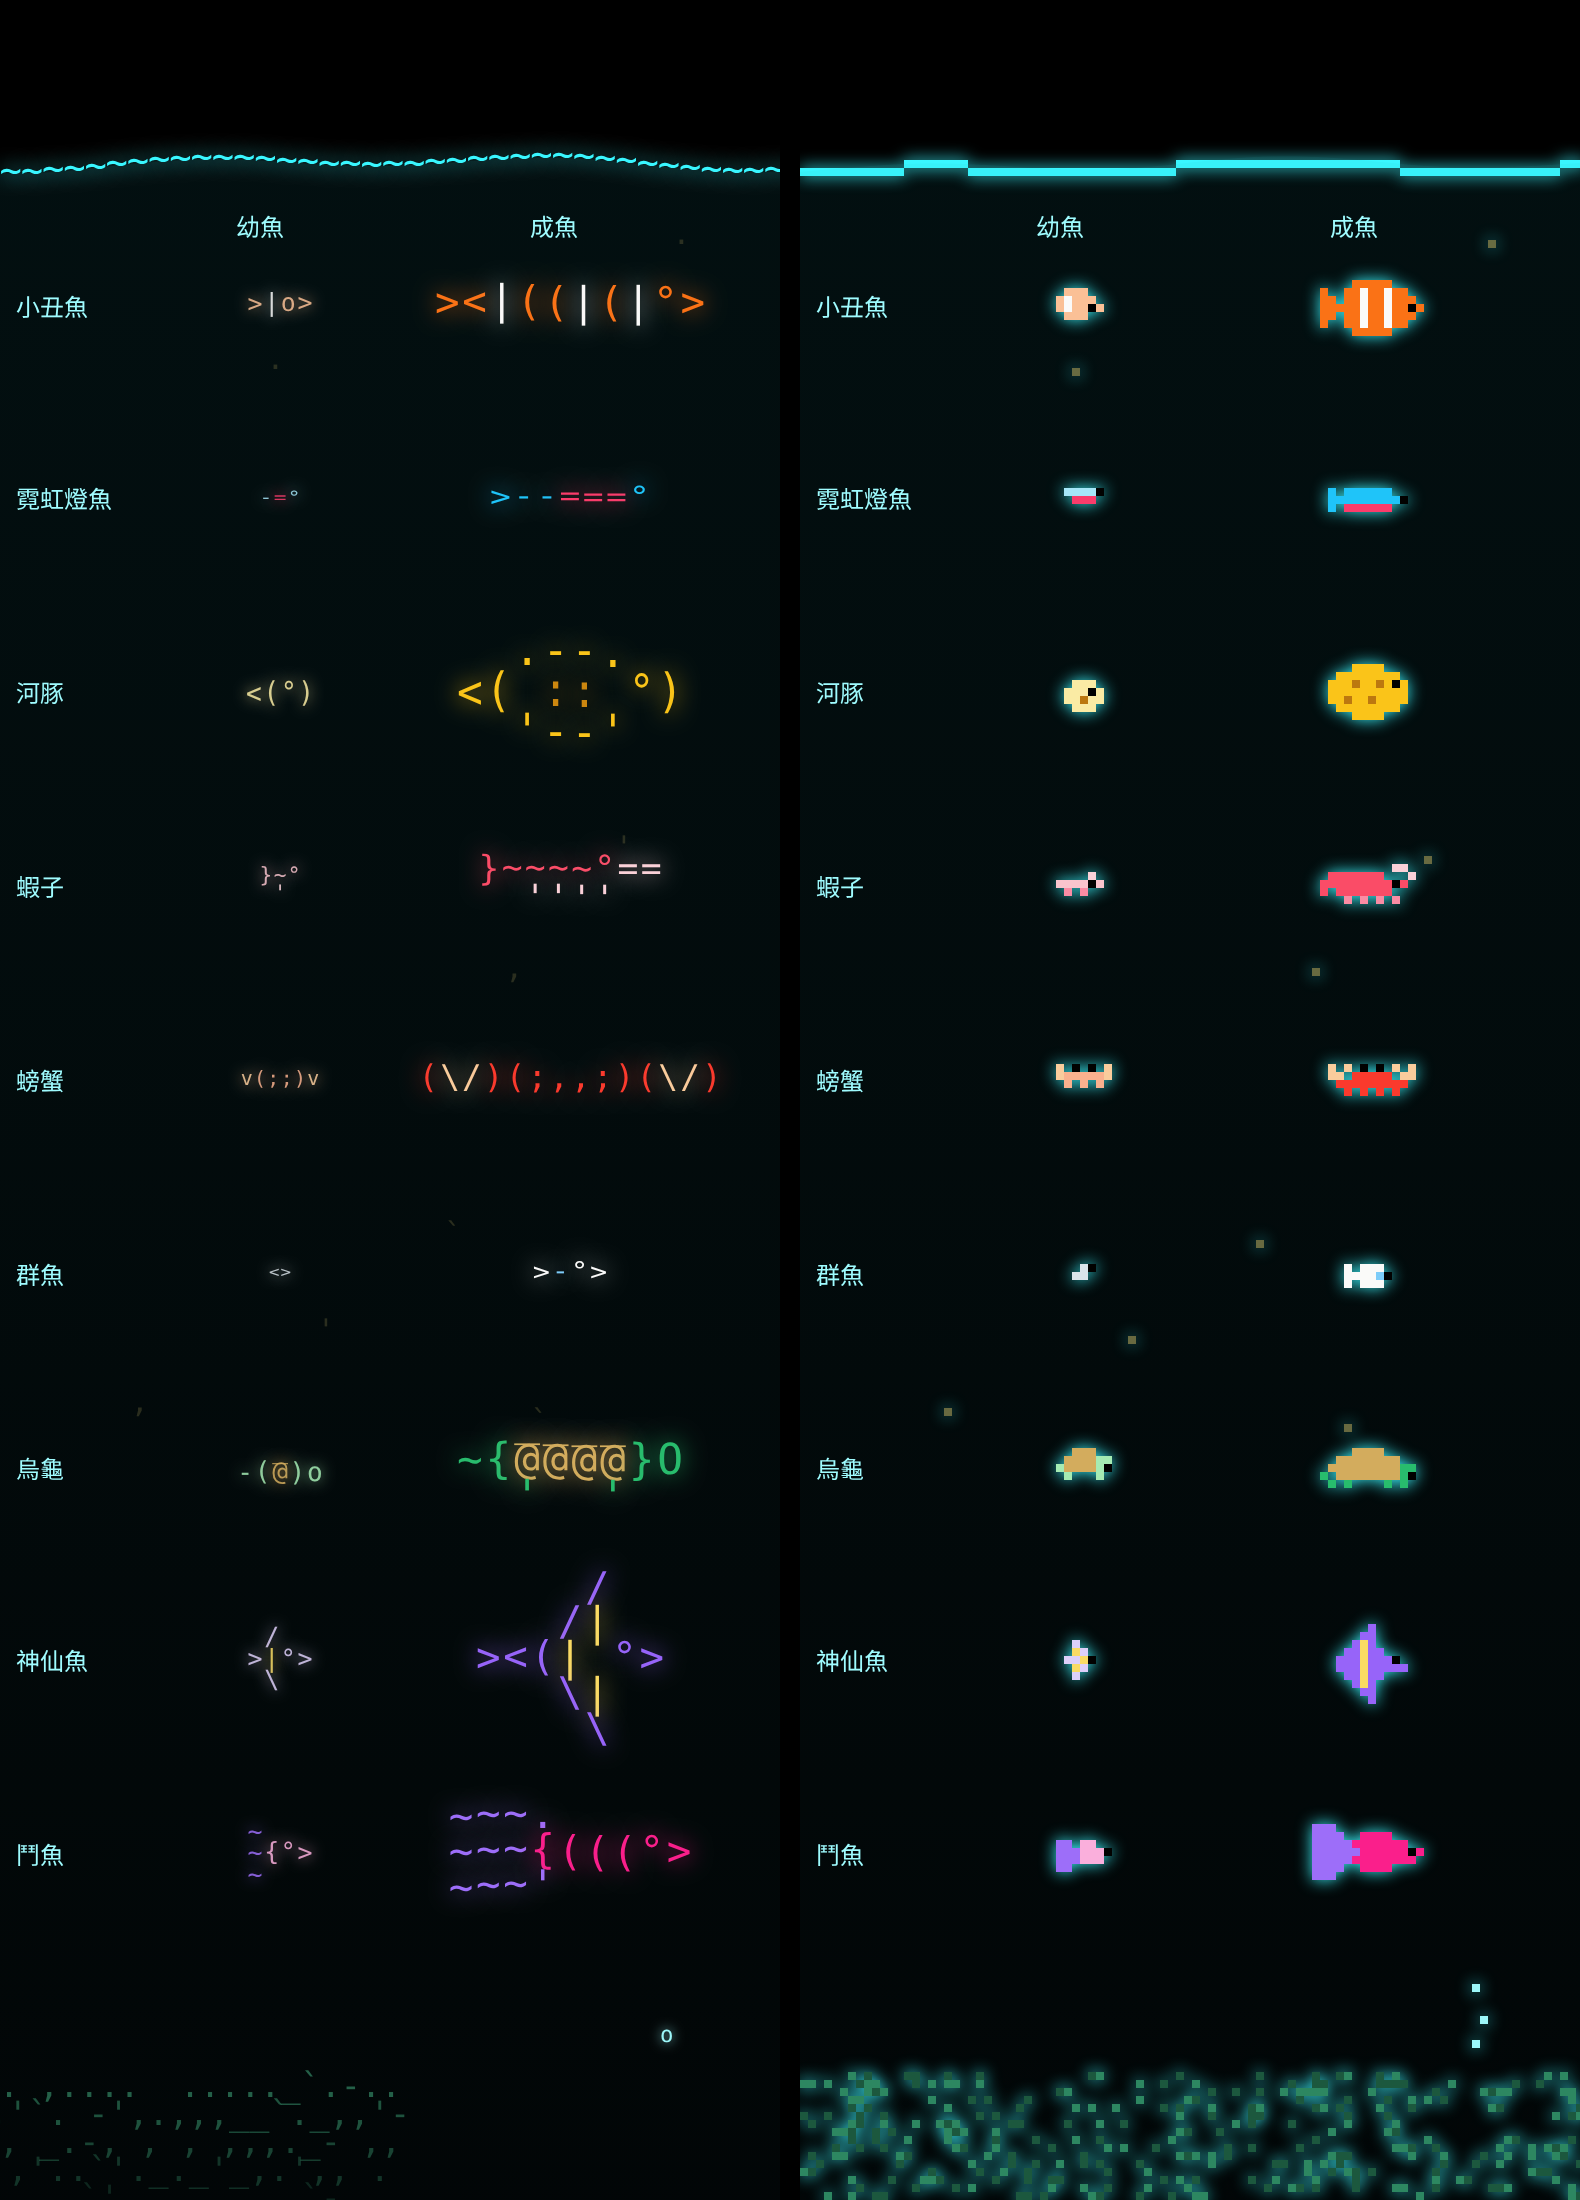 幼魚 成魚 幼魚 成魚
小丑魚 >|o> ><|((|(|°> 小丑魚
霓虹燈魚 -=° >--===° 霓虹燈魚
.--.
河豚 <(°) <( :: °) 河豚
'--'
蝦子 }~° }~~~~°== 蝦子
' ''''
螃蟹 v(;;)v (\/)(;,,;)(\/) 螃蟹
群魚 <> >-°> 群魚
烏龜 -(@)o ~{@@@@}O 烏龜
' '
/
/ /|
神仙魚 >|°> ><(| °> 神仙魚
\ \|
\
~ ~~~.
鬥魚 ~{°> ~~~{(((°> 鬥魚
~ ~~~'
o